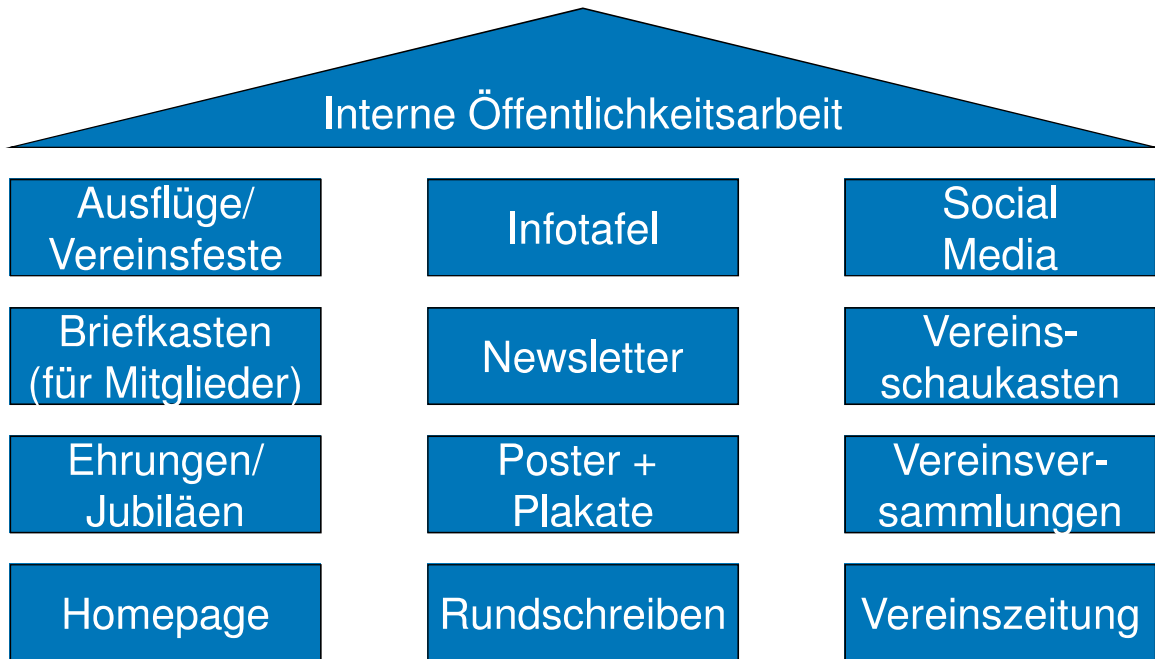 Interne Öffentlichkeitsarbeit
Ausflüge/
Vereinsfeste
Briefkasten
(für Mitglieder)
Ehrungen/
Jubiläen
Homepage
Infotafel
Newsletter
Poster +
Plakate
Rundschreiben
Social
Media
Vereins-
schaukasten
Vereinsver-
sammlungen
Vereinszeitung